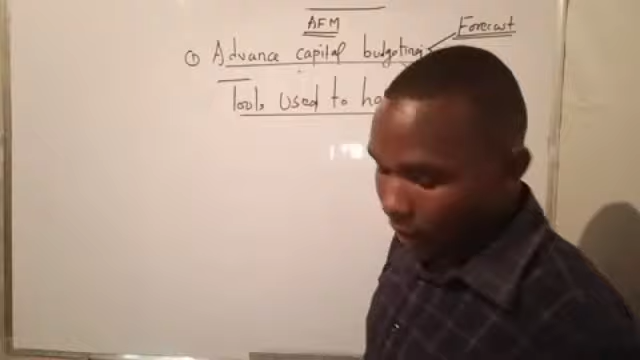 AFM
Forecast
① Advance capital budgeting
Tools Used to